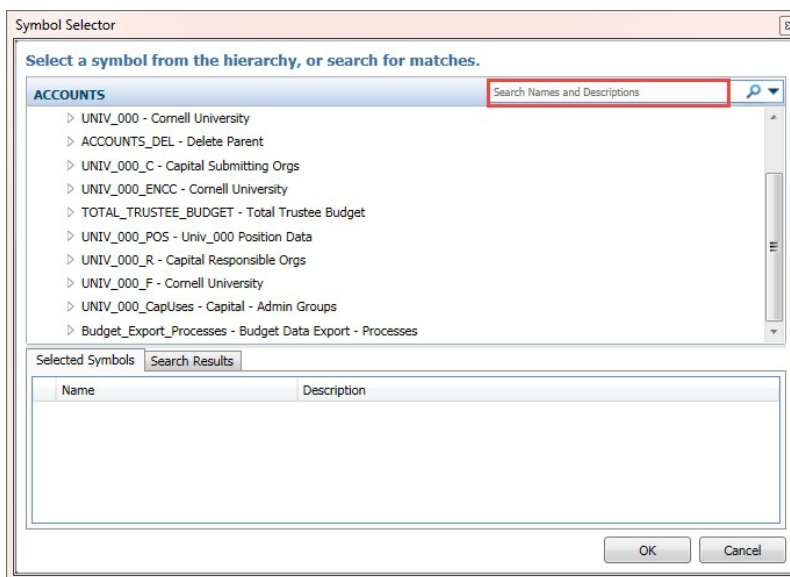 Symbol Selector
Select a symbol from the hierarchy, or search for matches.
ACCOUNTS
Search Names and Descriptions
UNIV_000 - Cornell University
ACCOUNTS_DEL - Delete Parent
UNIV_000_C - Capital Submitting Orgs
UNIV_000_ENCC - Cornell University
TOTAL_TRUSTEE_BUDGET - Total Trustee Budget
UNIV_000_POS - Univ_000 Position Data
UNIV_000_R - Capital Responsible Orgs
UNIV_000_F - Cornell University
UNIV_000_CapUses - Capital - Admin Groups
Budget_Export_Processes - Budget Data Export - Processes
Selected Symbols Search Results
Name Description
OK Cancel